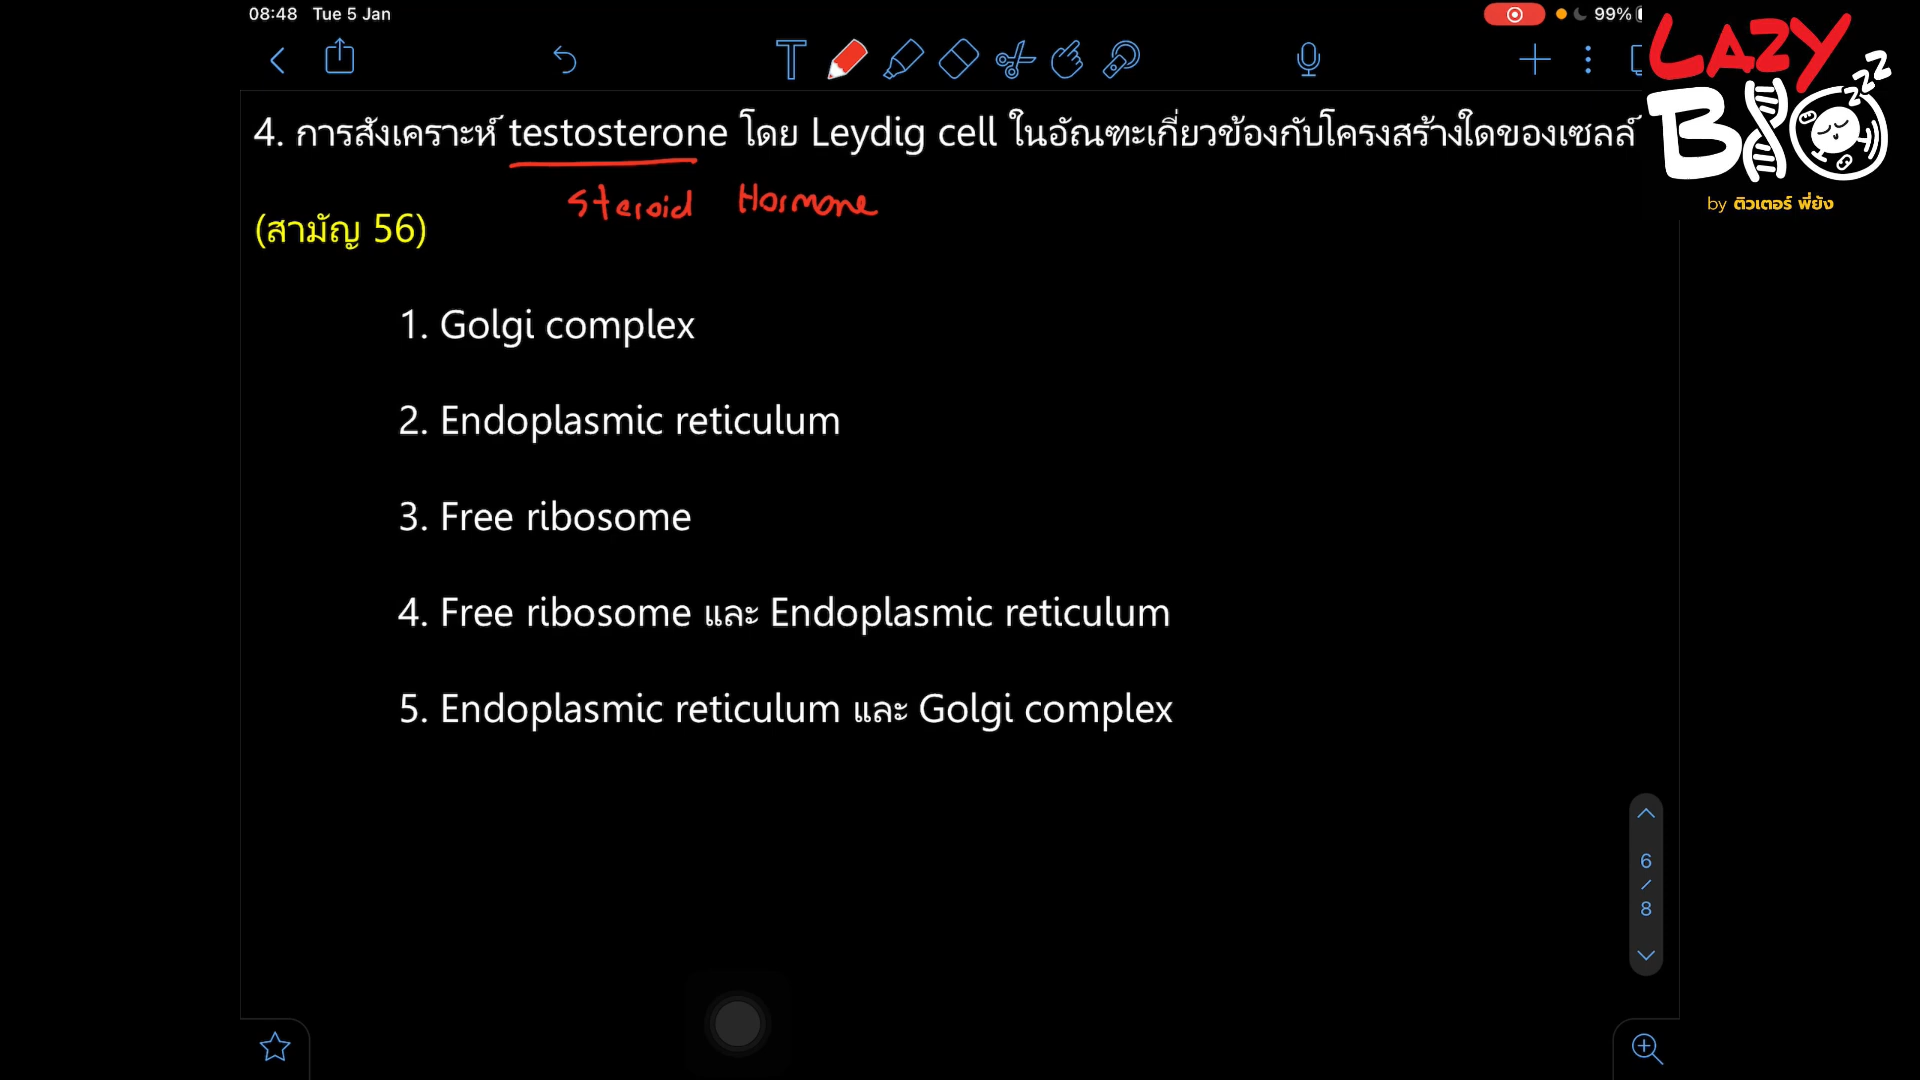 08:48 Tue 5 Jan
99%
LAZY
BIO
zzz
by ติวเตอร์ พี่ยัง
4. การสังเคราะห์ testosterone โดย Leydig cell ในอัณฑะเกี่ยวข้องกับโครงสร้างใดของเซลล์
Steroid Hormone
(สามัญ 56)
1. Golgi complex
2. Endoplasmic reticulum
3. Free ribosome
4. Free ribosome และ Endoplasmic reticulum
5. Endoplasmic reticulum และ Golgi complex
6
/
8